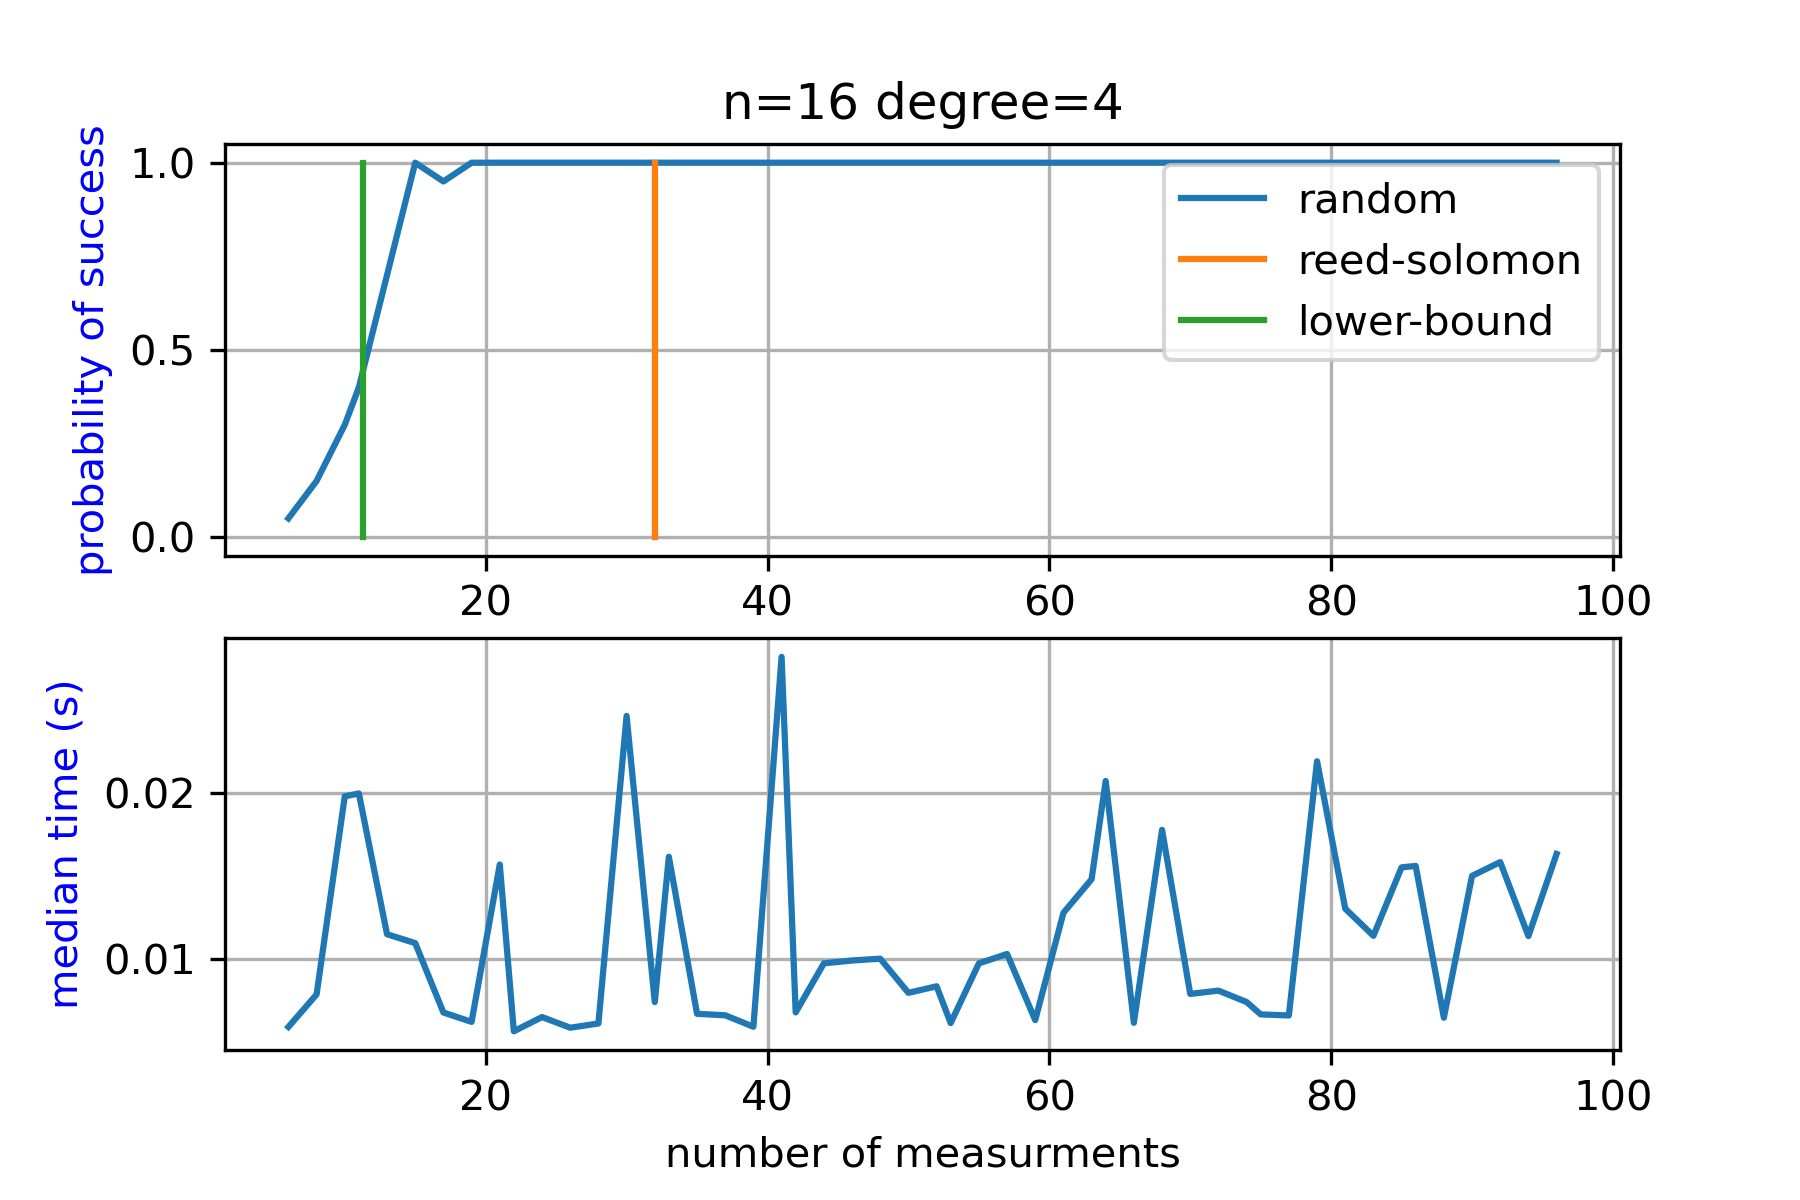 n=16 degree=4
probability of success
1.0
0.5
0.0
random
reed-solomon
lower-bound
20 40 60 80 100
median time (s)
0.02
0.01
20 40 60 80 100
number of measurments